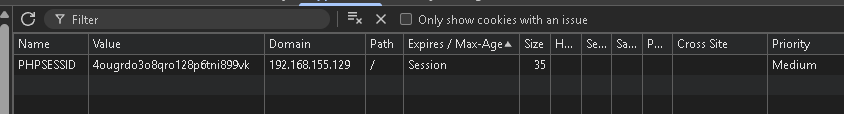 Filter Only show cookies with an issue
Name Value Domain Path Expires / Max-Age▲ Size H... Se... Sa... P... Cross Site Priority
PHPSESSID 4ougrdo3o8qro128p6tni899vk 192.168.155.129 / Session 35 Medium